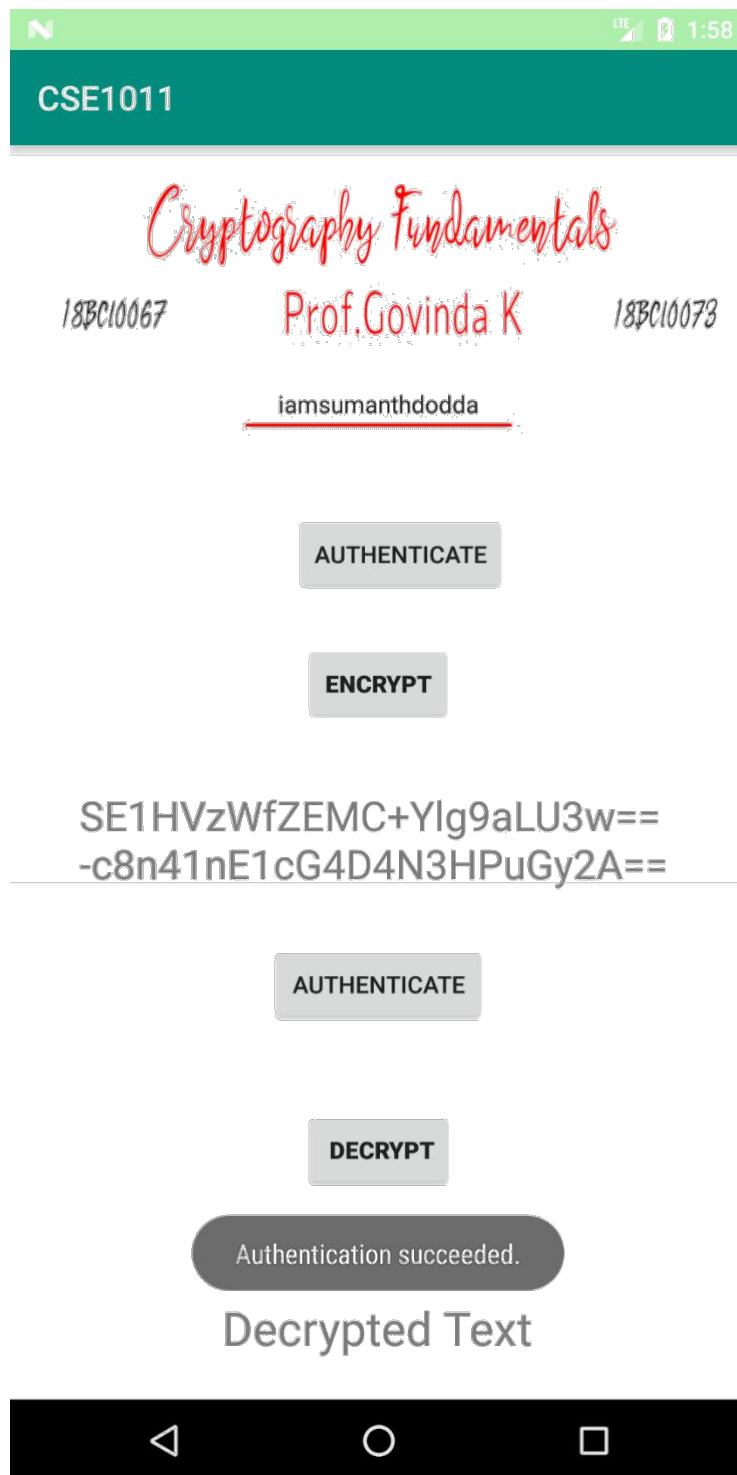 LTE 1:58
CSE1011
Cryptography Fundamentals
18BCI0067 Prof.Govinda K 18BCI0073
iamsumanthdodda
AUTHENTICATE
ENCRYPT
SE1HVzWfZEMC+Ylg9aLU3w==
-c8n41nE1cG4D4N3HPuGy2A==
AUTHENTICATE
DECRYPT
Authentication succeeded.
Decrypted Text